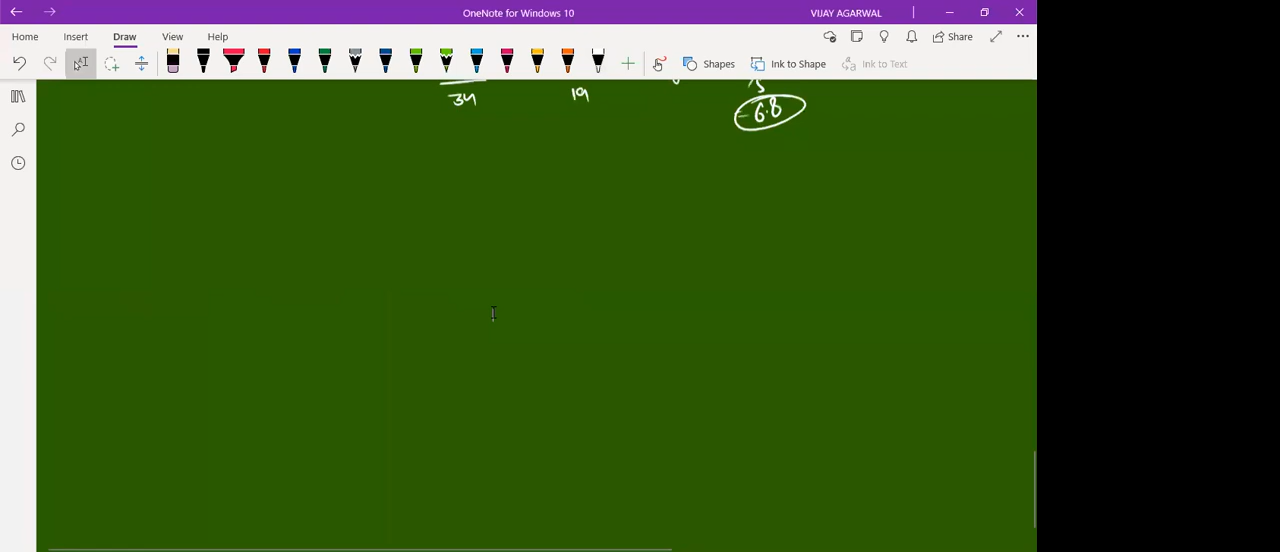 OneNote for Windows 10
VIJAY AGARWAL
Home Insert Draw View Help
Share
Shapes Ink to Shape Ink to Text
34 19
5
= 6.8